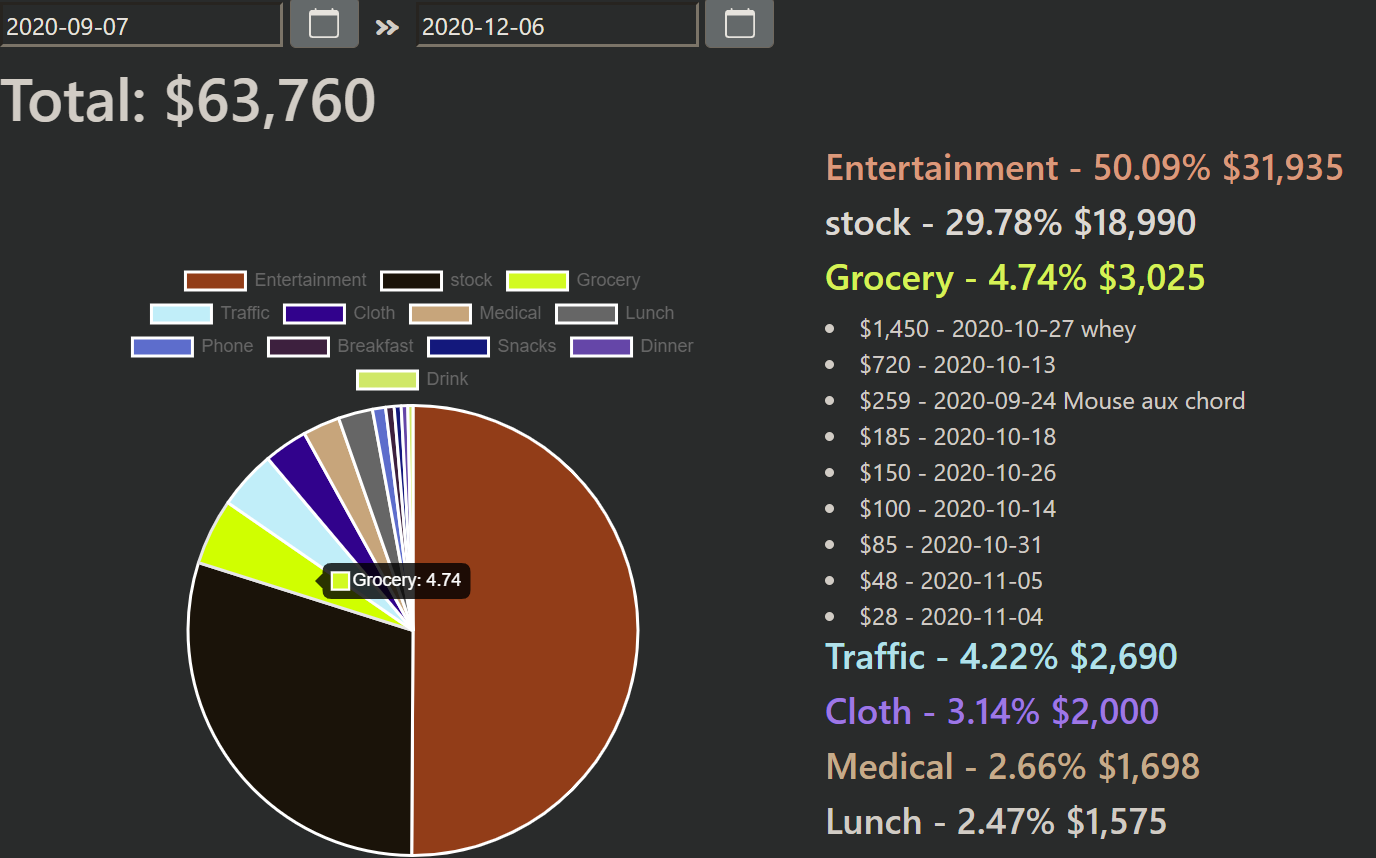 2020-09-07 » 2020-12-06
Total: $63,760
Entertainment stock Grocery
Traffic Cloth Medical Lunch
Phone Breakfast Snacks Dinner
Drink
Grocery: 4.74
Entertainment - 50.09% $31,935
stock - 29.78% $18,990
Grocery - 4.74% $3,025
• $1,450 - 2020-10-27 whey
• $720 - 2020-10-13
• $259 - 2020-09-24 Mouse aux chord
• $185 - 2020-10-18
• $150 - 2020-10-26
• $100 - 2020-10-14
• $85 - 2020-10-31
• $48 - 2020-11-05
• $28 - 2020-11-04
Traffic - 4.22% $2,690
Cloth - 3.14% $2,000
Medical - 2.66% $1,698
Lunch - 2.47% $1,575